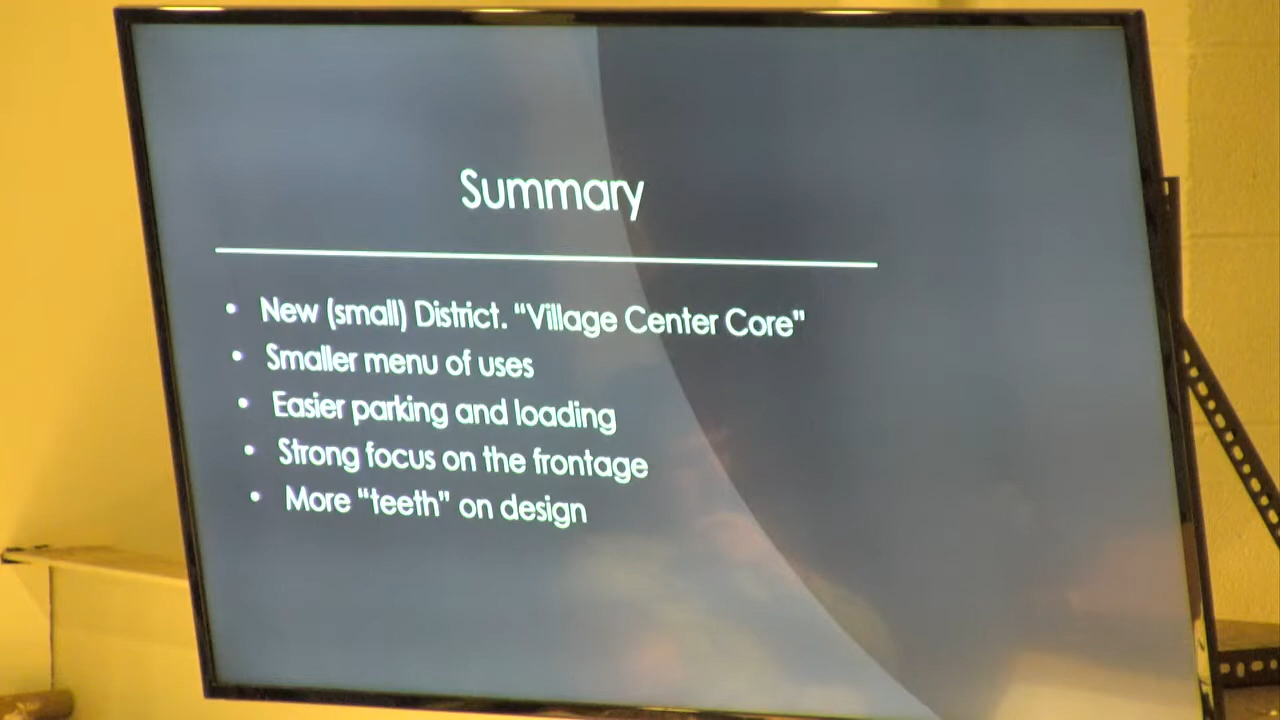 Summary
• New (small) District. “Village Center Core”
• Smaller menu of uses
• Easier parking and loading
• Strong focus on the frontage
• More “teeth” on design